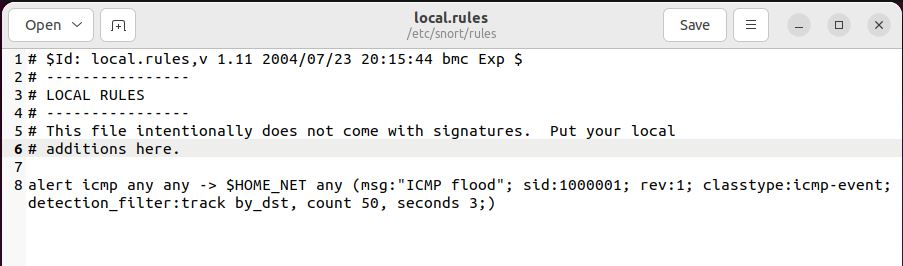 Open
local.rules
/etc/snort/rules
Save
1 # $Id: local.rules,v 1.11 2004/07/23 20:15:44 bmc Exp $
2 # ----------------
3 # LOCAL RULES
4 # ----------------
5 # This file intentionally does not come with signatures.  Put your local
6 # additions here.
7
8 alert icmp any any -> $HOME_NET any (msg:"ICMP flood"; sid:1000001; rev:1; classtype:icmp-event;
detection_filter:track by_dst, count 50, seconds 3;)